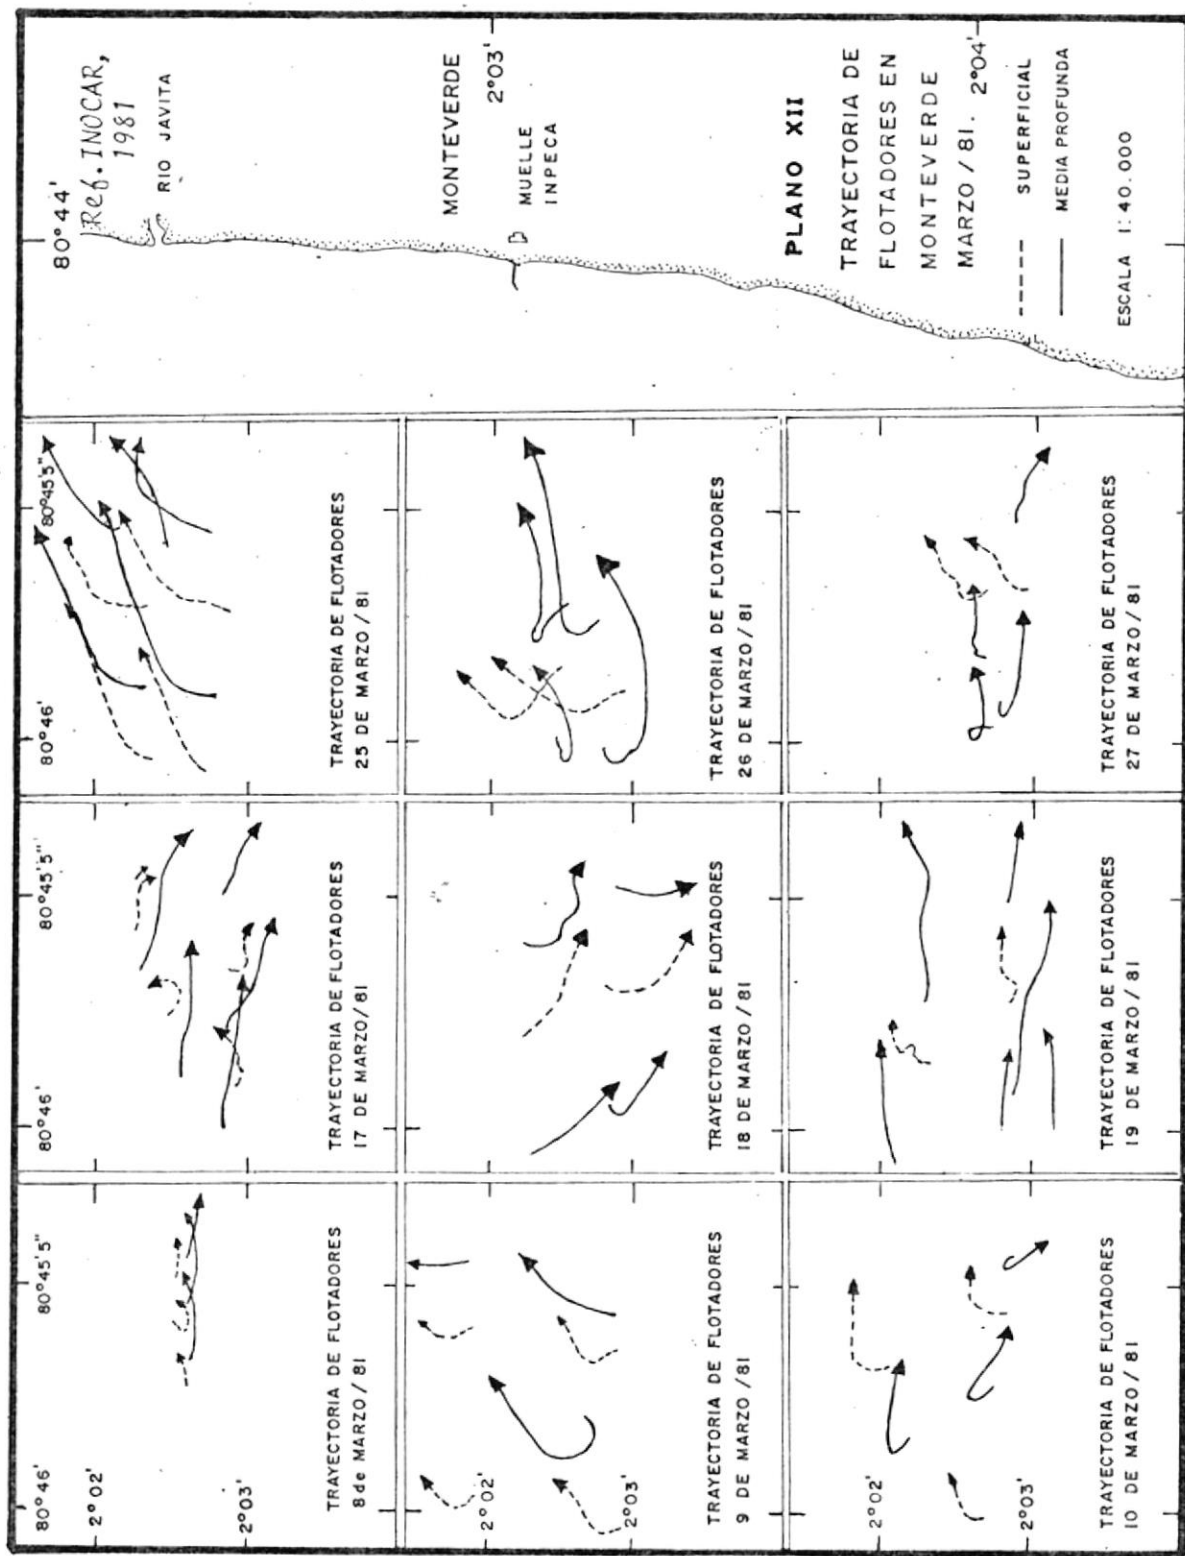 80°46'
80°45'5"
2°02'
2°03'
TRAYECTORIA DE FLOTADORES
8 de MARZO / 81
2°02'
2°03'
TRAYECTORIA DE FLOTADORES
9 DE MARZO / 81
2°02'
2°03'
TRAYECTORIA DE FLOTADORES
10 DE MARZO / 81
80°46'
80°45'5"
TRAYECTORIA DE FLOTADORES
17 DE MARZO / 81
TRAYECTORIA DE FLOTADORES
18 DE MARZO / 81
TRAYECTORIA DE FLOTADORES
19 DE MARZO / 81
80°46'
80°45'5"
TRAYECTORIA DE FLOTADORES
25 DE MARZO / 81
TRAYECTORIA DE FLOTADORES
26 DE MARZO / 81
TRAYECTORIA DE FLOTADORES
27 DE MARZO / 81
80°44'
Ref. INOCAR,
1981
RIO JAVITA
MONTEVERDE
2°03'
MUELLE
INPECA
PLANO XII
TRAYECTORIA DE
FLOTADORES EN
MONTEVERDE
MARZO / 81.
2°04'
SUPERFICIAL
MEDIA PROFUNDA
ESCALA 1:40.000